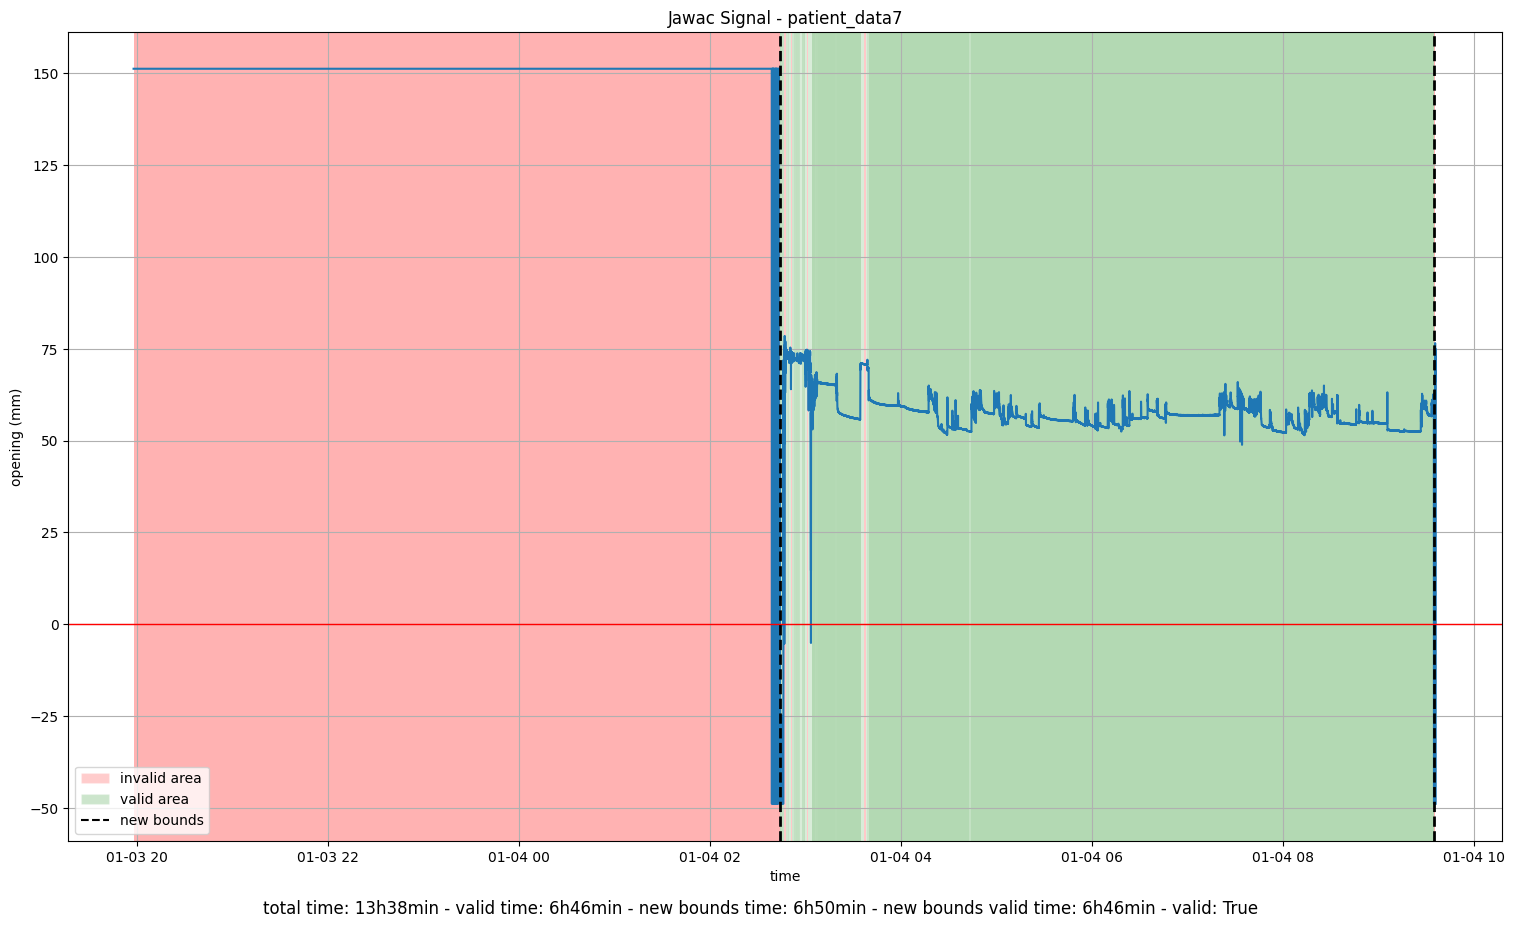 Jawac Signal - patient_data7
opening (mm)
150
125
100
75
50
25
0
−25
−50
invalid area
valid area
new bounds
01-03 20
01-03 22
01-04 00
01-04 02
01-04 04
01-04 06
01-04 08
01-04 10
time
total time: 13h38min - valid time: 6h46min - new bounds time: 6h50min - new bounds valid time: 6h46min - valid: True